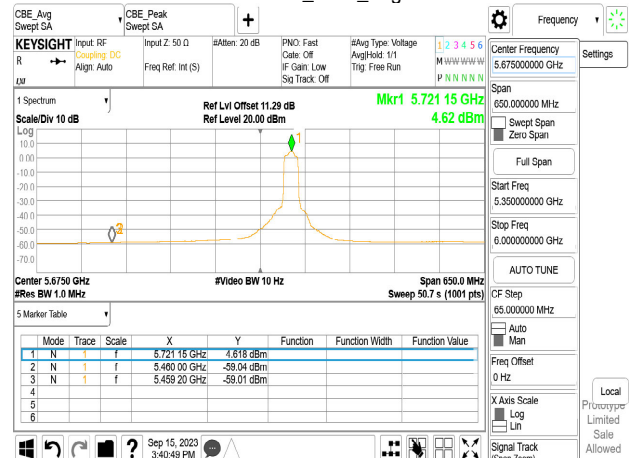 CBE_Avg
Swept SA
CBE_Peak
Swept SA
Frequency
KEYSIGHT
R
Input: RF
Coupling: DC
Align: Auto
Input Z: 50 Ω
Freq Ref: Int (S)
#Atten: 20 dB
PNO: Fast
Gate: Off
IF Gain: Low
Sig Track: Off
#Avg Type: Voltage
Avg|Hold: 1/1
Trig: Free Run
1 2 3 4 5 6
M W W W W W
P N N N N N
Center Frequency
5.675000000 GHz
Settings
Span
650.000000 MHz
Swept Span
Zero Span
Full Span
Start Freq
5.350000000 GHz
Stop Freq
6.000000000 GHz
AUTO TUNE
CF Step
65.000000 MHz
Auto
Man
Freq Offset
0 Hz
X Axis Scale
Log
Lin
Signal Track
(Span Zoom)
Local
Prototype
Limited
Sale
Allowed
1 Spectrum
Scale/Div 10 dB
Ref Lvl Offset 11.29 dB
Ref Level 20.00 dBm
Mkr1 5.721 15 GHz
4.62 dBm
Log
10.0
0.00
-10.0
-20.0
-30.0
-40.0
-50.0
-60.0
-70.0
1
Center 5.6750 GHz
#Res BW 1.0 MHz
#Video BW 10 Hz
Span 650.0 MHz
Sweep 50.7 s (1001 pts)
5 Marker Table
Mode Trace Scale X Y Function Function Width Function Value
1 N 1 f 5.721 15 GHz 4.618 dBm
2 N 1 f 5.460 00 GHz -59.04 dBm
3 N 1 f 5.459 20 GHz -59.01 dBm
4
5
6
Sep 15, 2023
3:40:49 PM